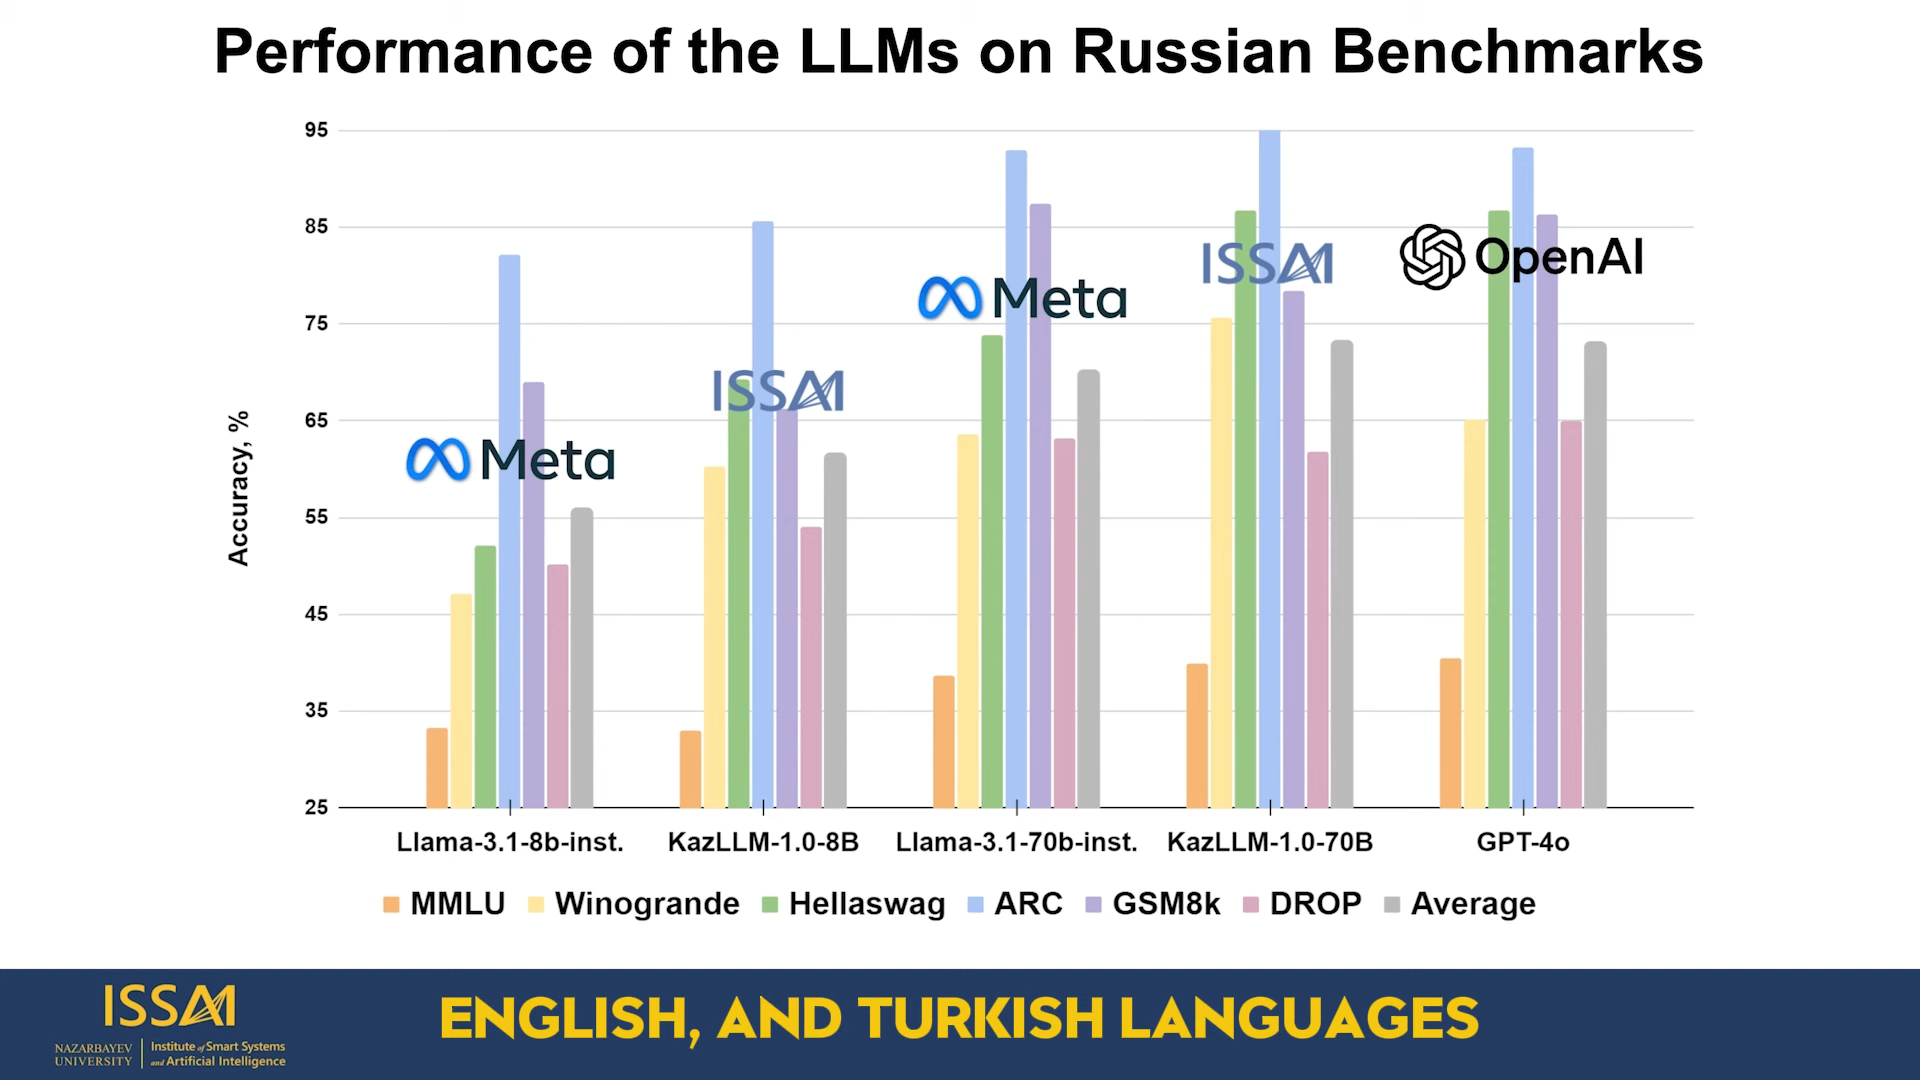 Performance of the LLMs on Russian Benchmarks
95
85
75
65
55
45
35
25
Accuracy, %
Meta
ISSAI
Meta
ISSAI
OpenAI
Llama-3.1-8b-inst.
KazLLM-1.0-8B
Llama-3.1-70b-inst.
KazLLM-1.0-70B
GPT-4o
MMLU Winogrande Hellaswag ARC GSM8k DROP Average
ISSAI
NAZARBAYEV UNIVERSITY
Institute of Smart Systems
and Artificial Intelligence
ENGLISH, AND TURKISH LANGUAGES